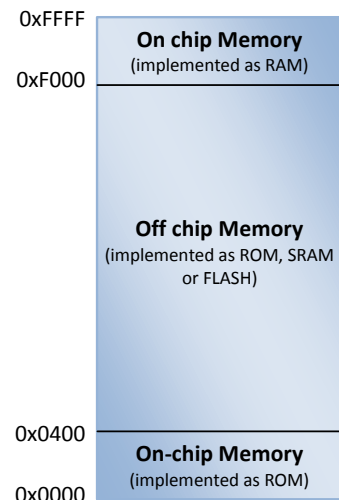 0xFFFF
On chip Memory
(implemented as RAM)
0xF000
Off chip Memory
(implemented as ROM, SRAM
or FLASH)
0x0400
On-chip Memory
(implemented as ROM)
0x0000